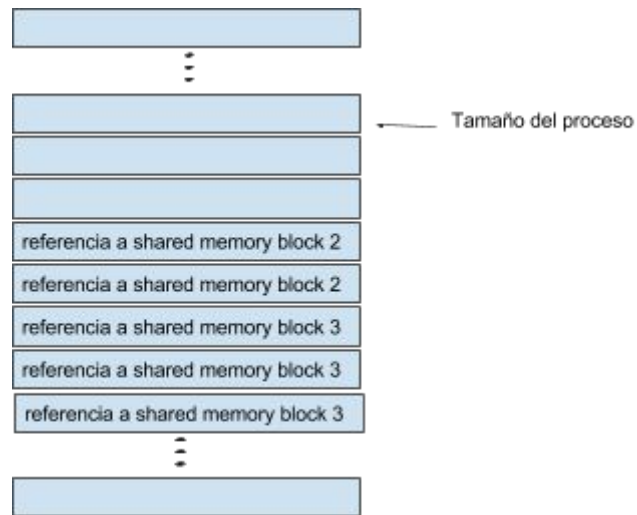 Tamaño del proceso
referencia a shared memory block 2
referencia a shared memory block 2
referencia a shared memory block 3
referencia a shared memory block 3
referencia a shared memory block 3